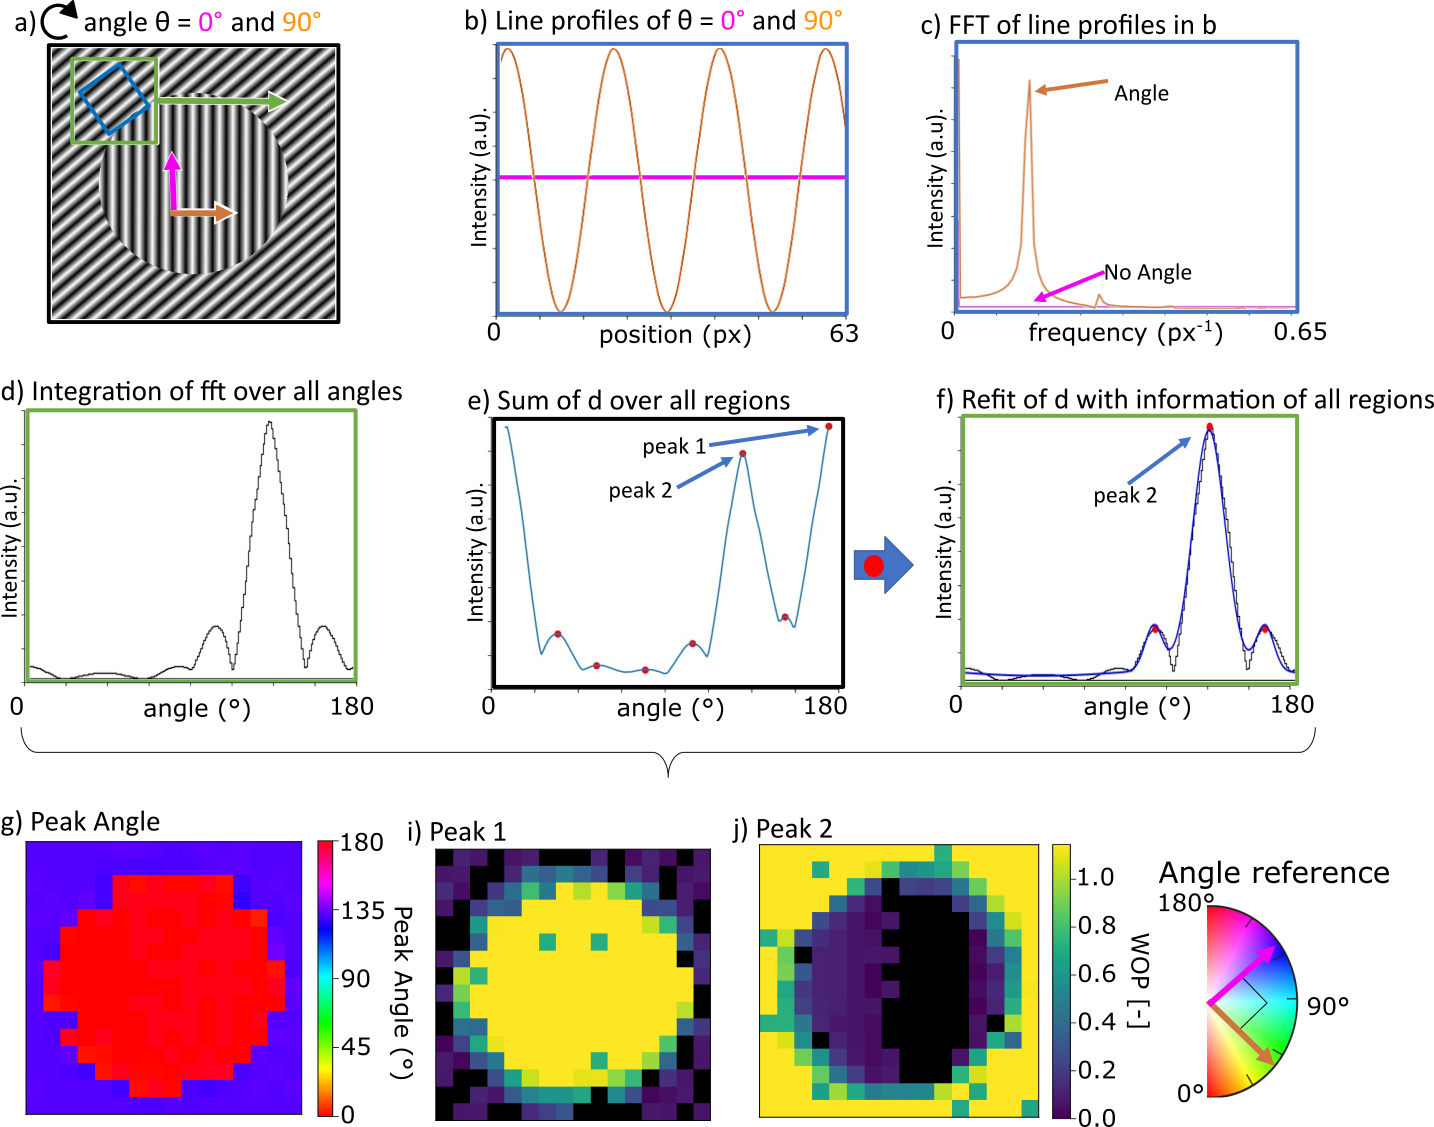 a) angle θ = 0° and 90°
b) Line profiles of θ = 0° and 90°
c) FFT of line profiles in b
Intensity (a.u).
0
position (px)
63
Intensity (a.u).
Angle
No Angle
0
frequency (px⁻¹)
0.65
d) Integration of fft over all angles
e) Sum of d over all regions
f) Refit of d with information of all regions
Intensity (a.u).
0
angle (°)
180
Intensity (a.u).
peak 1
peak 2
0
angle (°)
180
Intensity (a.u).
peak 2
0
angle (°)
180
g) Peak Angle
180
135
90
45
0
Peak Angle (°)
i) Peak 1
j) Peak 2
1.0
0.8
0.6
0.4
0.2
0.0
WOP [-]
Angle reference
180°
90°
0°